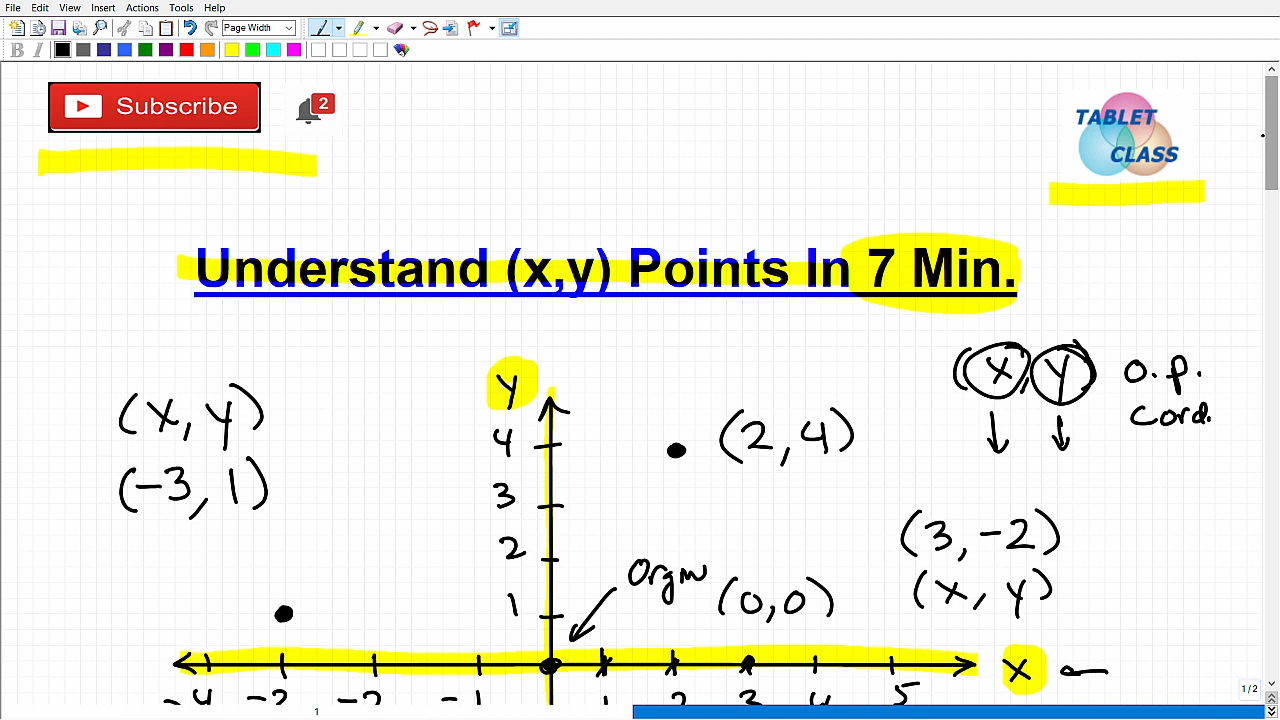 File Edit View Insert Actions Tools Help
Page Width
B I
Subscribe
2
TABLET
CLASS
Understand (x,y) Points In 7 Min.
(x, y) o.p.
Cord.
(x, y)
(-3, 1)
y
4
3
2
1
(2, 4)
(3, -2)
(x, y)
(0,0)
x
-4 -1 1 2 3 4 5
1/2
1